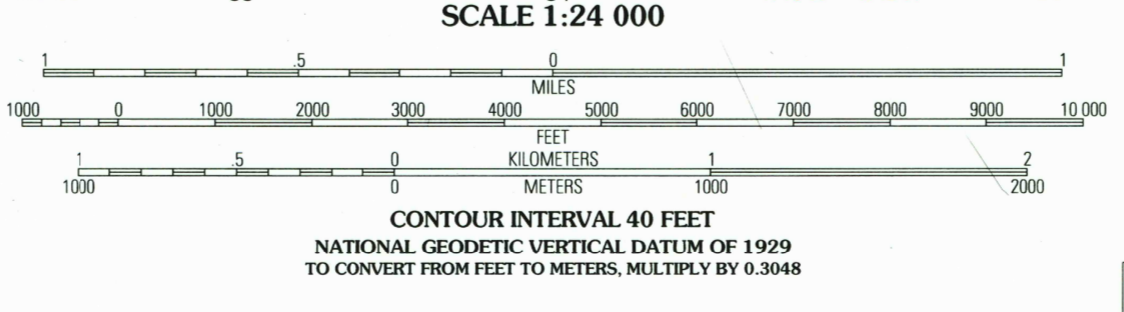 SCALE 1:24 000
1 .5 0 1
MILES
1000 0 1000 2000 3000 4000 5000 6000 7000 8000 9000 10 000
FEET
1 .5 0 KILOMETERS 1 2
1000 0 METERS 1000 2000
CONTOUR INTERVAL 40 FEET
NATIONAL GEODETIC VERTICAL DATUM OF 1929
TO CONVERT FROM FEET TO METERS, MULTIPLY BY 0.3048